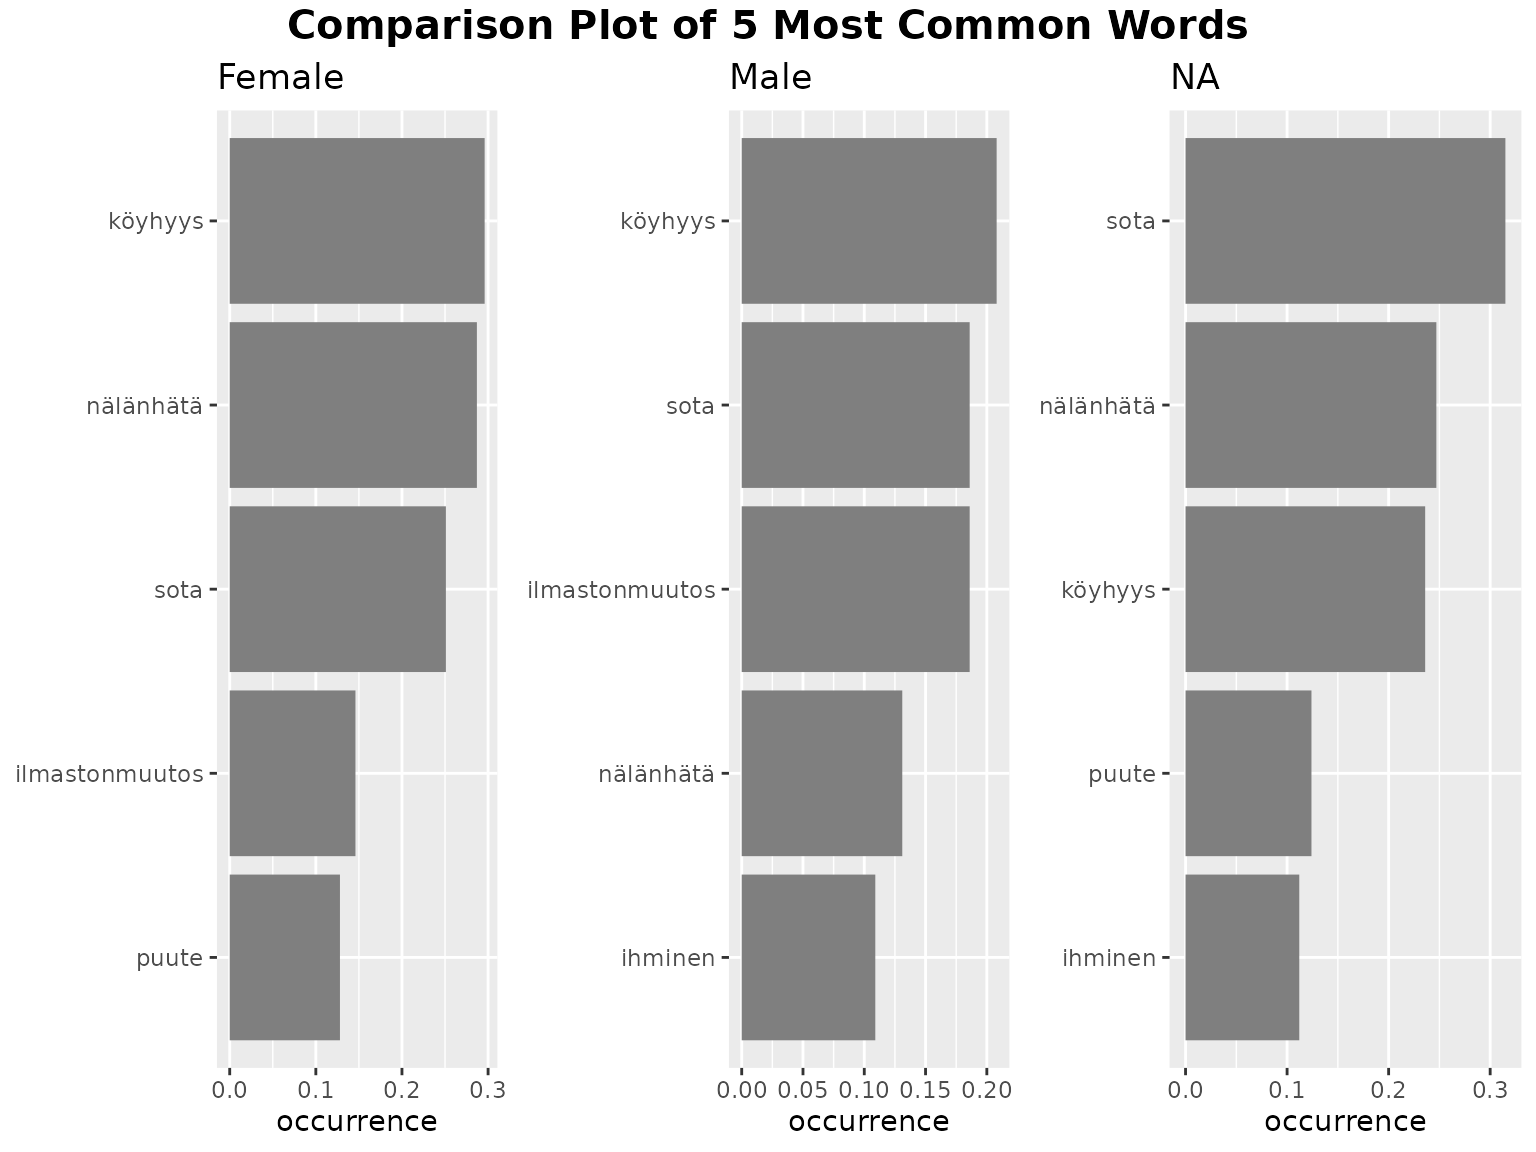 Comparison Plot of 5 Most Common Words
Female
köyhyys
nälänhätä
sota
ilmastonmuutos
puute
0.0 0.1 0.2 0.3
occurrence
Male
köyhyys
sota
ilmastonmuutos
nälänhätä
ihminen
0.00 0.05 0.10 0.15 0.20
occurrence
NA
sota
nälänhätä
köyhyys
puute
ihminen
0.0 0.1 0.2 0.3
occurrence